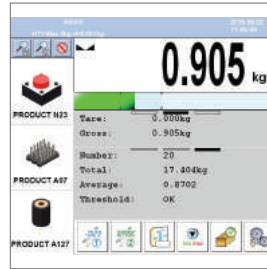 0.905 kg
PRODUCT N23
Tare: 0.000kg
Gross: 0.905kg
PRODUCT A07
Number: 20
Total: 17.404kg
Average: 0.8702
Threshold: OK
PRODUCT A127